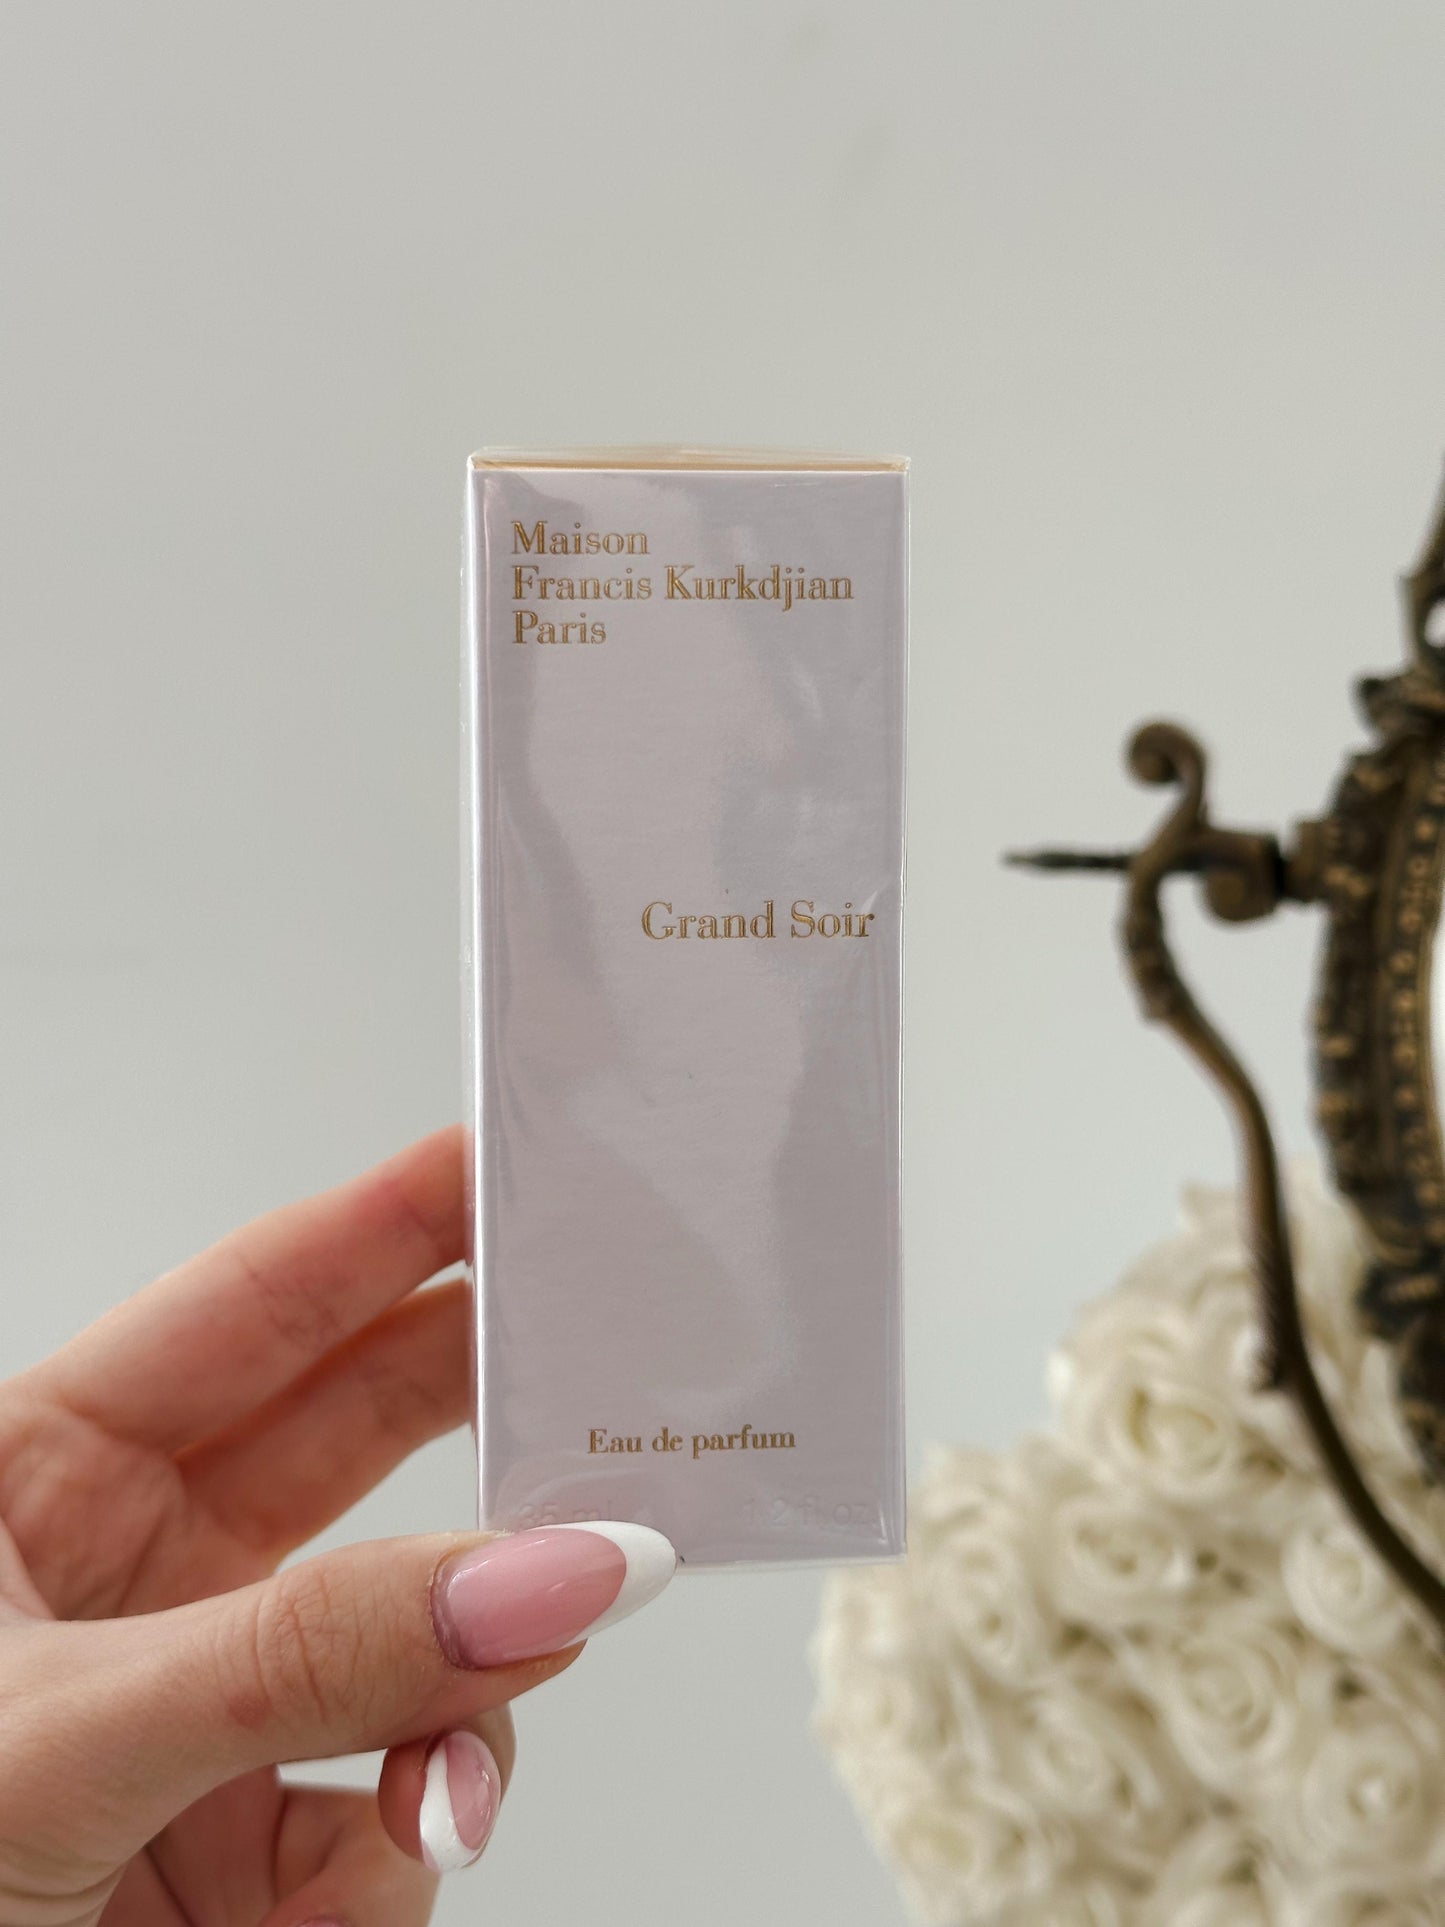 Maison
Francis Kurkdjian
Paris
Grand Soir
Eau de parfum
35 ml 1.2 fl.oz.